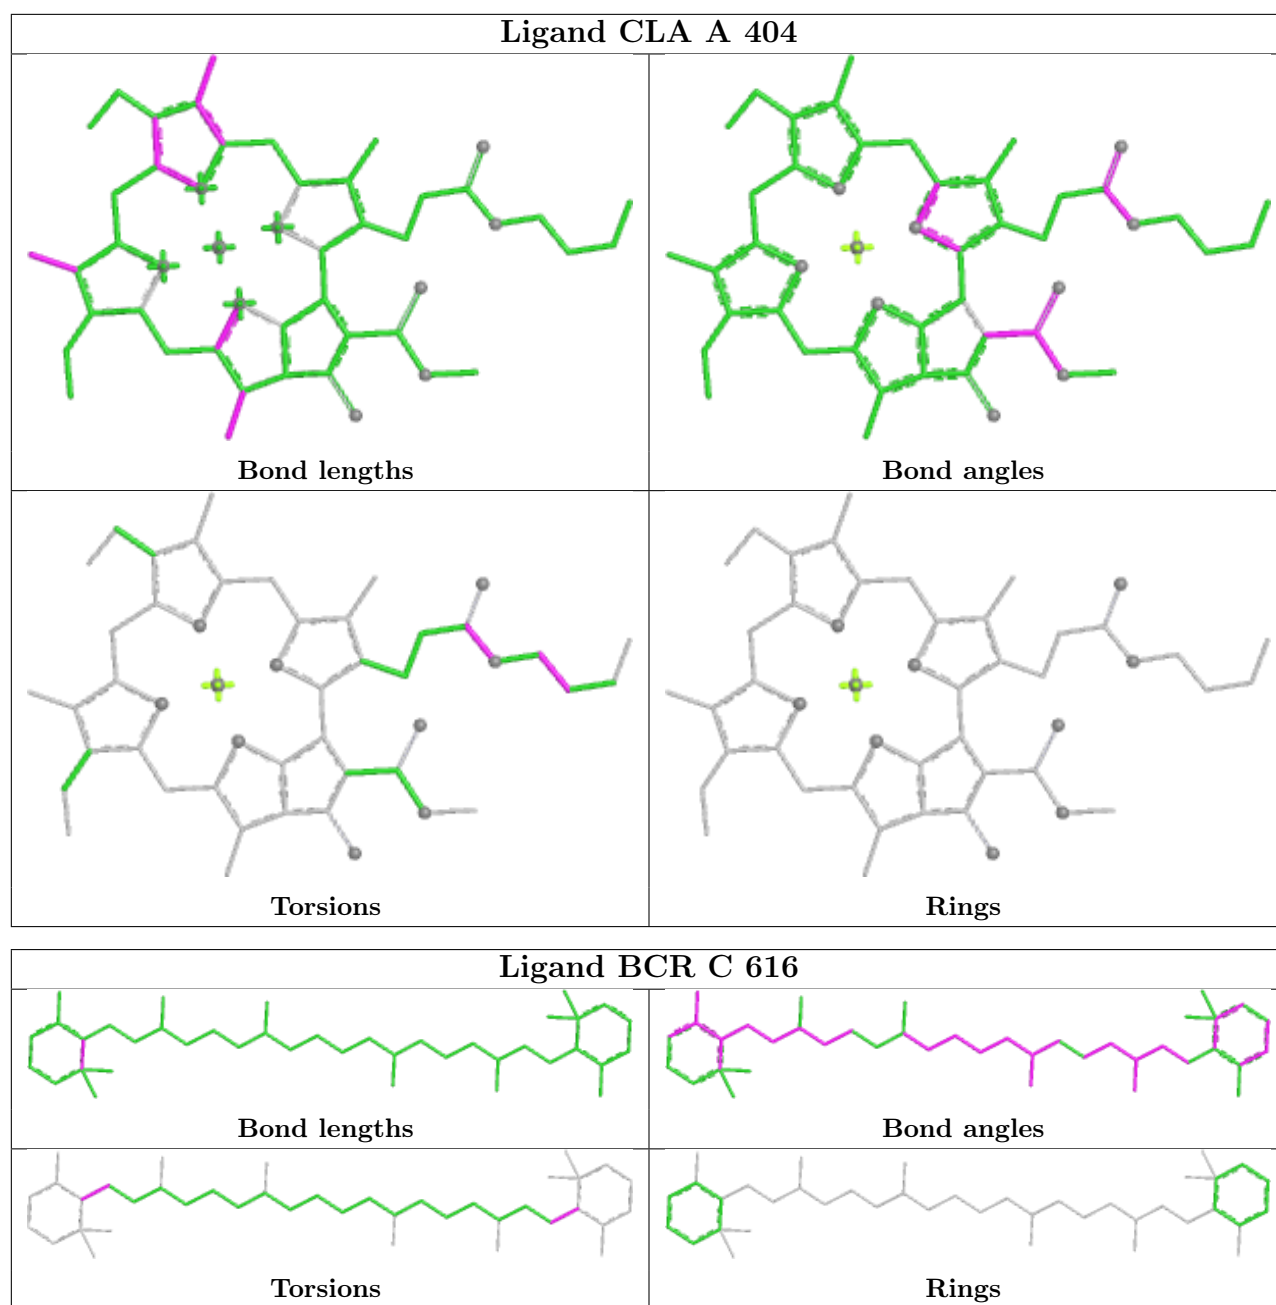 Ligand CLA A 404
Bond lengths
Bond angles
Torsions
Rings
Ligand BCR C 616
Bond lengths
Bond angles
Torsions
Rings